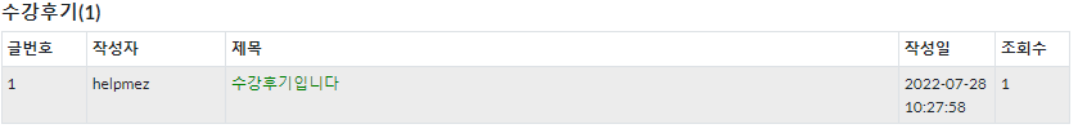 수강후기(1)
글번호 작성자 제목 작성일 조회수
1 helpmez 수강후기입니다 2022-07-28 1
10:27:58